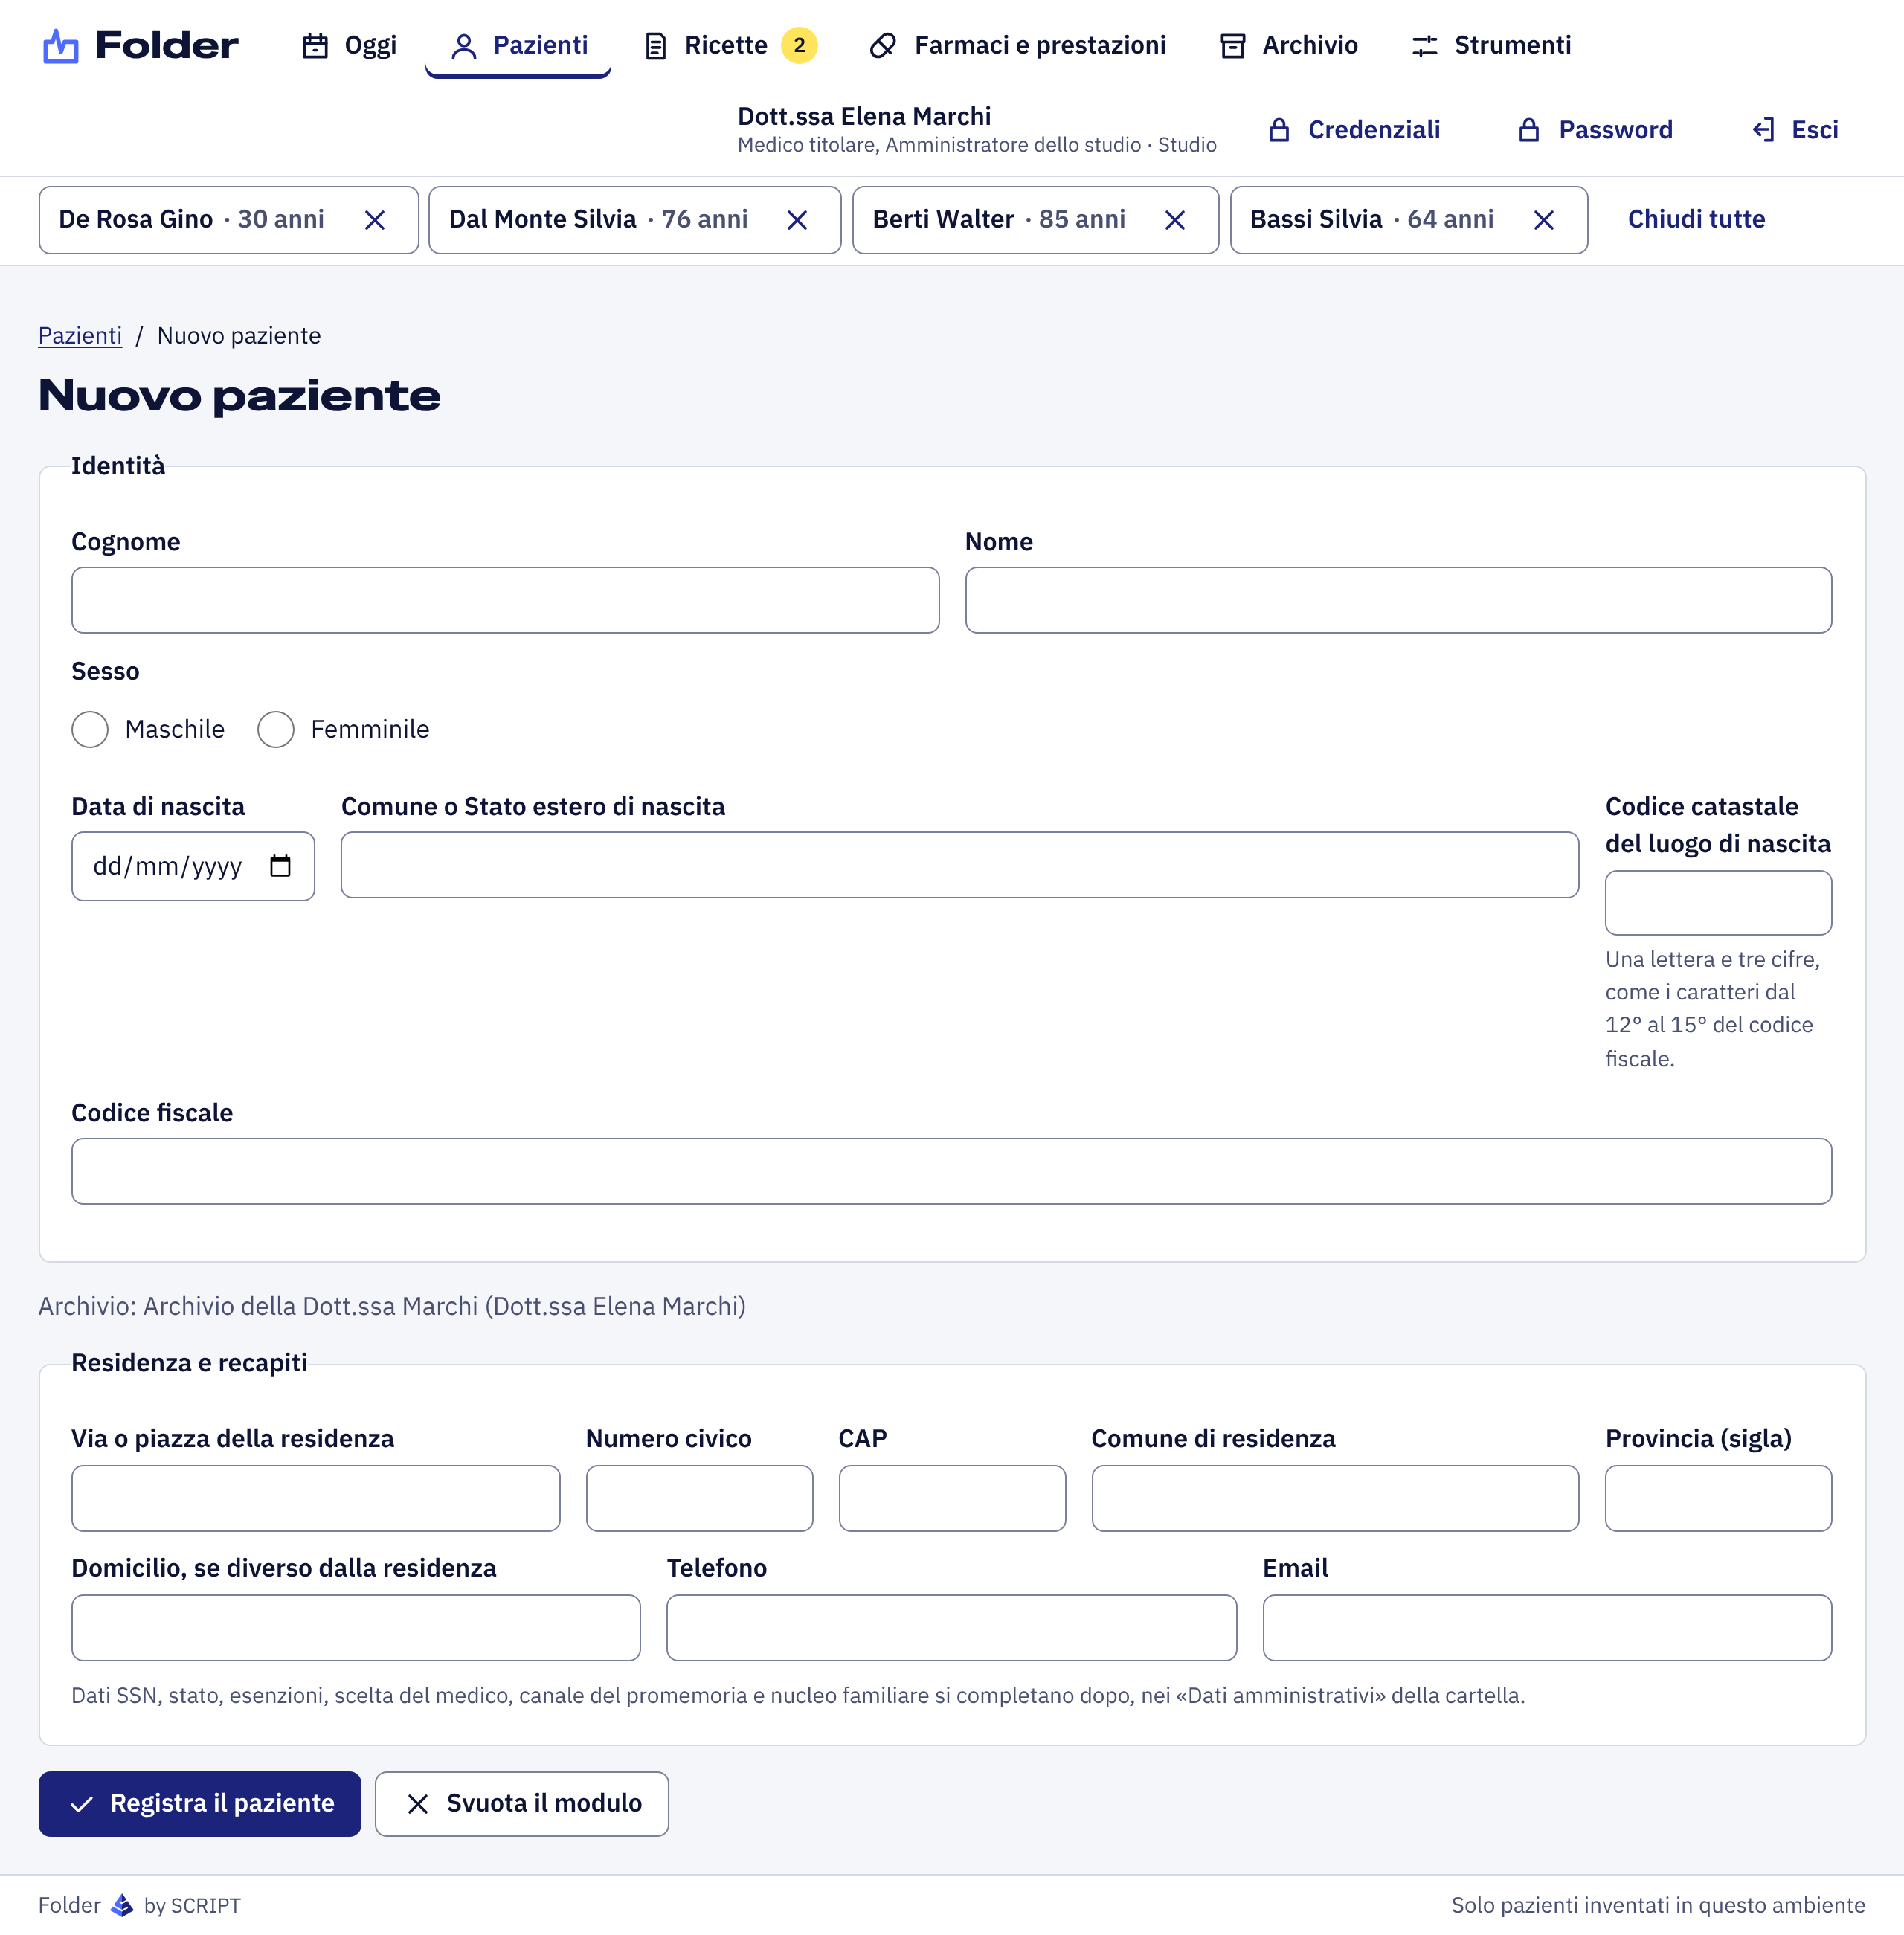 Folder
Oggi
Pazienti
Ricette 2
Farmaci e prestazioni
Archivio
Strumenti
Dott.ssa Elena Marchi
Medico titolare, Amministratore dello studio · Studio
Credenziali
Password
Esci
De Rosa Gino · 30 anni
Dal Monte Silvia · 76 anni
Berti Walter · 85 anni
Bassi Silvia · 64 anni
Chiudi tutte
Pazienti / Nuovo paziente
Nuovo paziente
Identità
Cognome
Nome
Sesso
Maschile
Femminile
Data di nascita
dd/mm/yyyy
Comune o Stato estero di nascita
Codice catastale
del luogo di nascita
Una lettera e tre cifre,
come i caratteri dal
12° al 15° del codice
fiscale.
Codice fiscale
Archivio: Archivio della Dott.ssa Marchi (Dott.ssa Elena Marchi)
Residenza e recapiti
Via o piazza della residenza
Numero civico
CAP
Comune di residenza
Provincia (sigla)
Domicilio, se diverso dalla residenza
Telefono
Email
Dati SSN, stato, esenzioni, scelta del medico, canale del promemoria e nucleo familiare si completano dopo, nei «Dati amministrativi» della cartella.
Registra il paziente
Svuota il modulo
Folder by SCRIPT
Solo pazienti inventati in questo ambiente